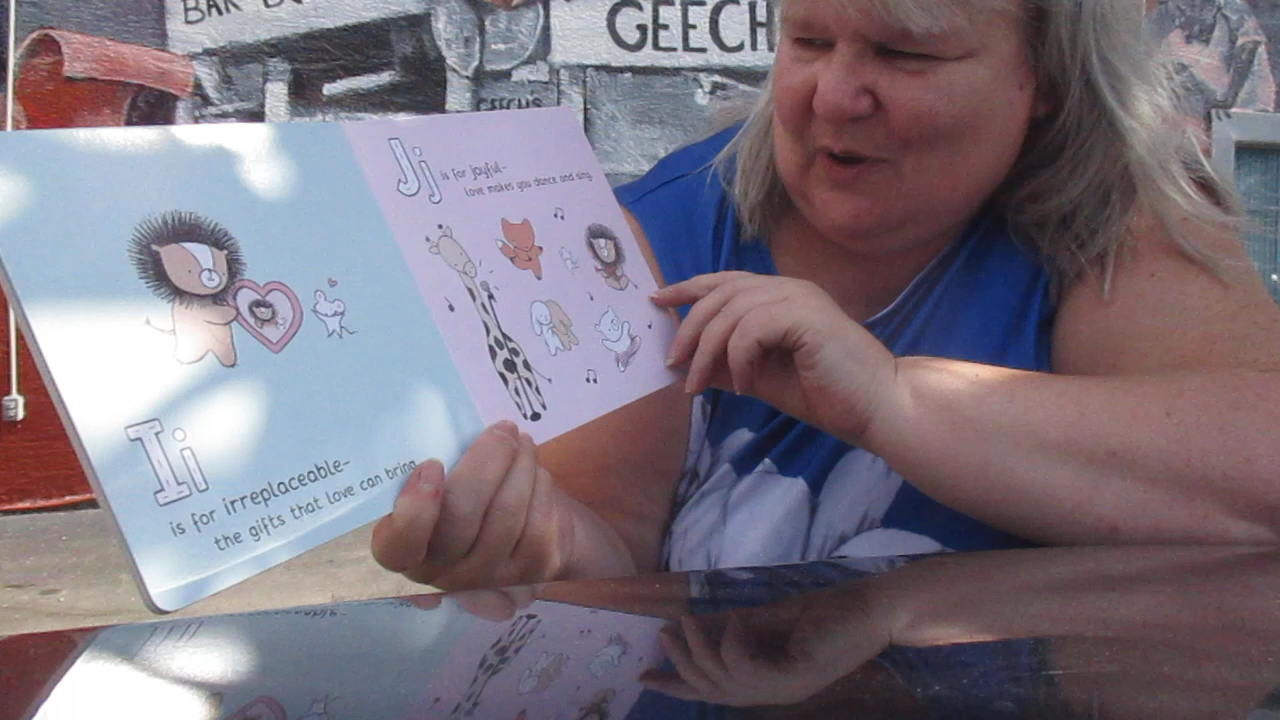 GEECH
GEECH'S
Ii
is for irreplaceable-
the gifts that love can bring
Jj is for joyful-
love makes you dance and sing.